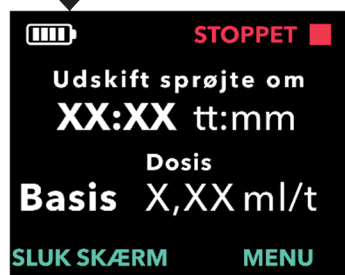 STOPPET
Udskift sprøjte om
XX:XX tt:mm
Dosis
Basis X,XX ml/t
SLUK SKÆRM MENU